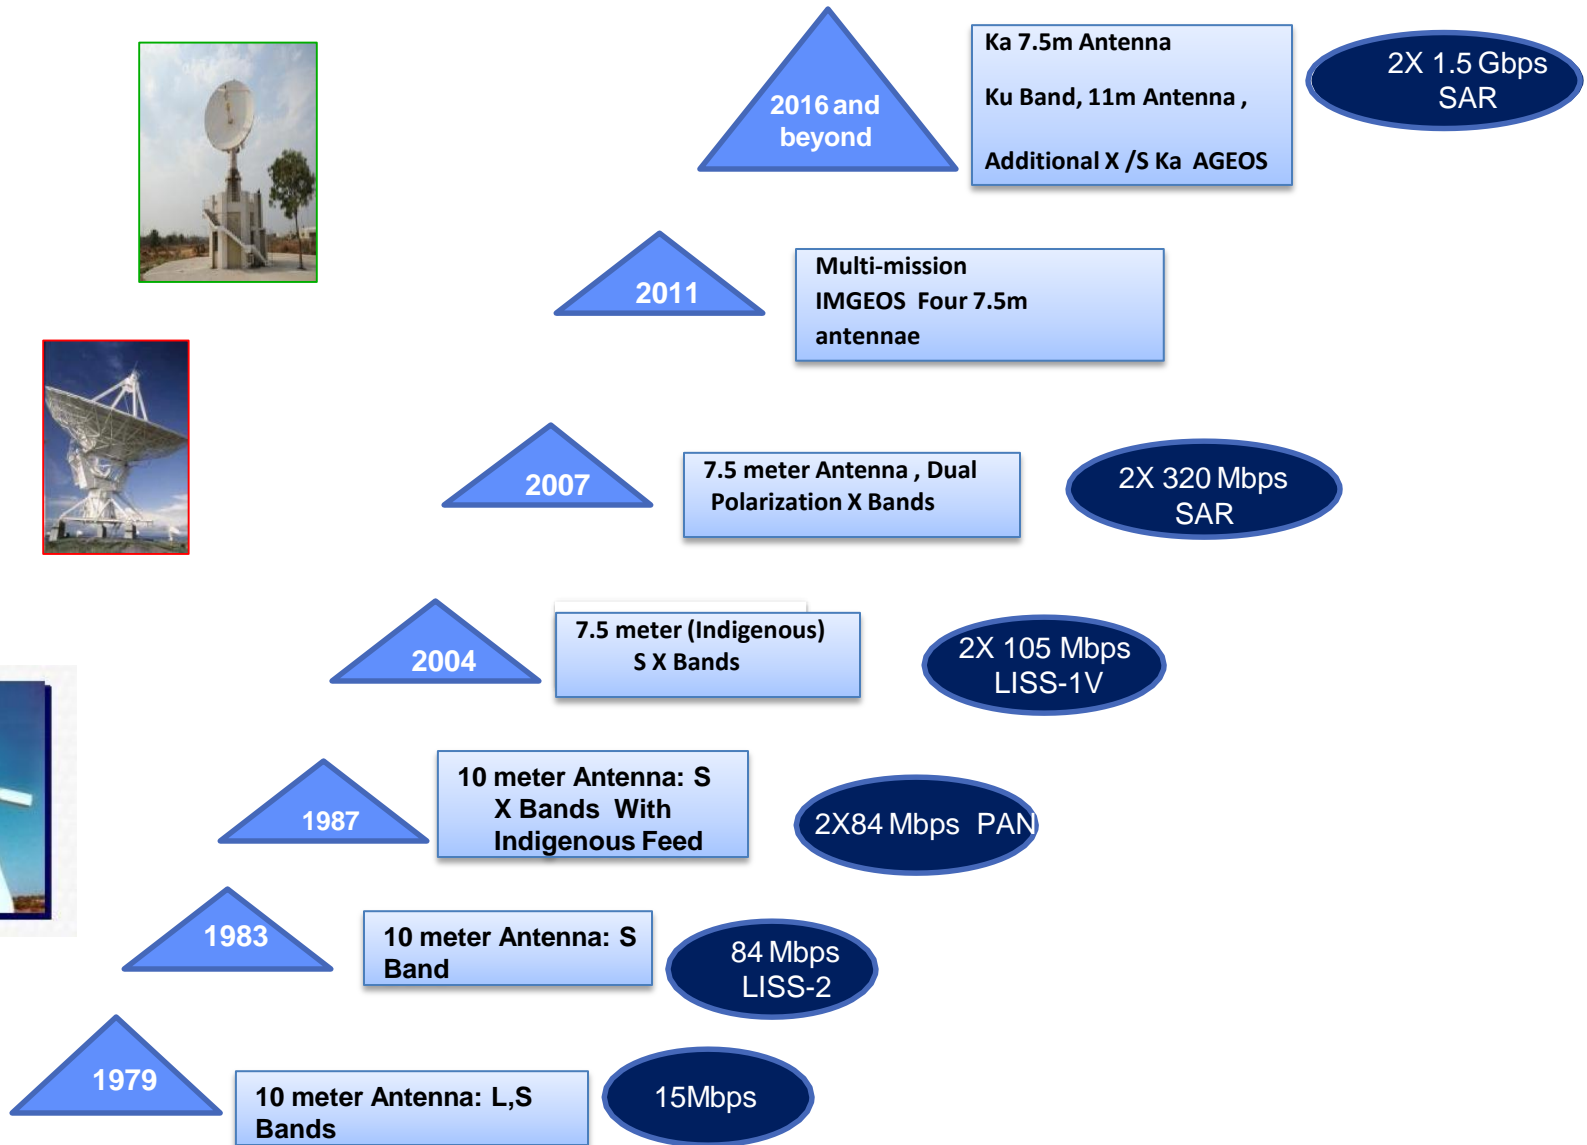 2016 and
beyond
Ka 7.5m Antenna
Ku Band, 11m Antenna ,
Additional X /S Ka AGEOS
2X 1.5 Gbps
SAR
2011
Multi-mission
IMGEOS Four 7.5m
antennae
2007
7.5 meter Antenna , Dual
Polarization X Bands
2X 320 Mbps
SAR
2004
7.5 meter (Indigenous)
S X Bands
2X 105 Mbps
LISS-1V
1987
10 meter Antenna: S
X Bands With
Indigenous Feed
2X84 Mbps PAN
1983
10 meter Antenna: S
Band
84 Mbps
LISS-2
1979
10 meter Antenna: L,S
Bands
15Mbps